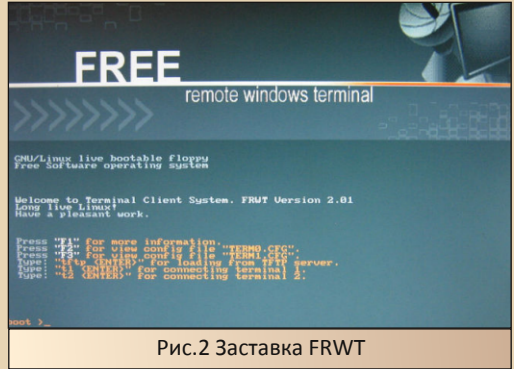 FREE
remote windows terminal
GNU/Linux live bootable floppy
Free Software operating system
Welcome to Terminal Client System. FRWT Version 2.01
Long live Linux!
Have a pleasant work.
Press "F1" for more information.
Press "F2" for view config file "TERM0.CFG".
Press "F3" for view config file "TERM1.CFG".
Type: "tftp <ENTER>" for loading from TFTP server.
Type: "t1 <ENTER>" for connecting terminal 1.
Type: "t2 <ENTER>" for connecting terminal 2.
boot >_
Рис.2 Заставка FRWT